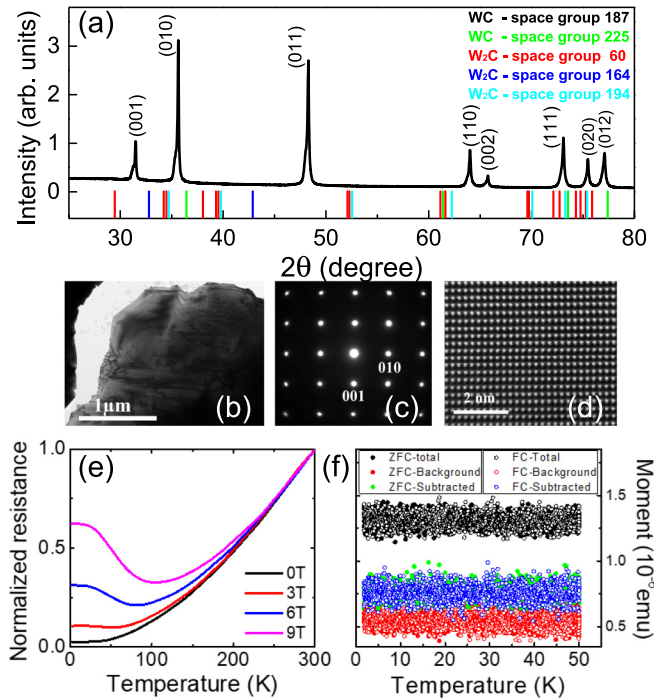 (a)
WC - space group 187
WC - space group 225
W₂C - space group 60
W₂C - space group 164
W₂C - space group 194
Intensity (arb. units)
3
2
1
0
(001)
(010)
(011)
(110)
(002)
(111)
(020)
(012)
30 40 50 60 70 80
2θ (degree)
1μm
(b)
010
001
(c)
2 nm
(d)
(e)
Normalized resistance
1.0
0.5
0.0
0T
3T
6T
9T
0 100 200 300
Temperature (K)
(f)
ZFC-total
FC-Total
ZFC-Background
FC-Background
ZFC-Subtracted
FC-Subtracted
1.5
1.0
0.5
Moment (10⁻⁶ emu)
0 10 20 30 40 50
Temperature (K)